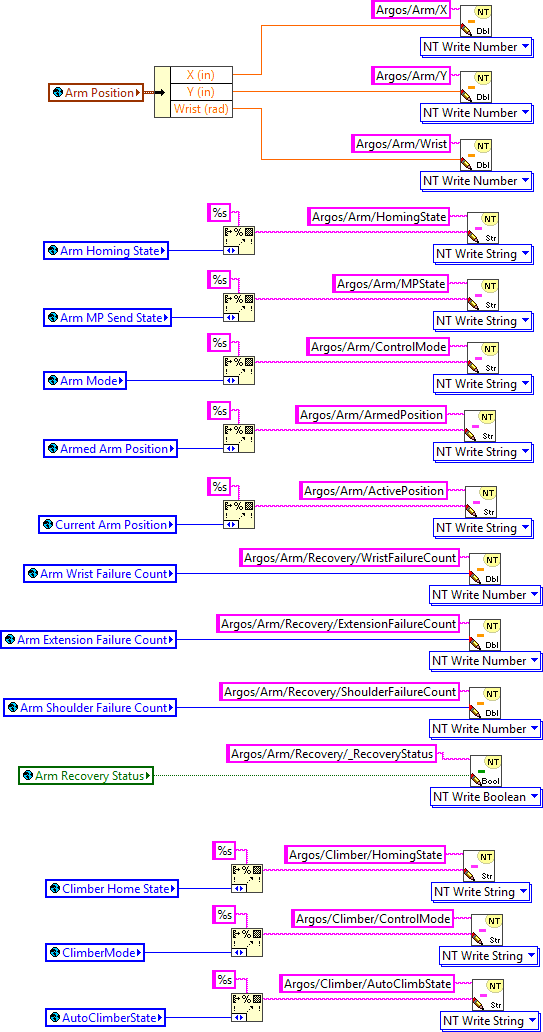 Argos/Arm/X
NT
Dbl
NT Write Number
X (in)
Argos/Arm/Y
NT
Arm Position
Y (in)
Dbl
Wrist (rad)
NT Write Number
Argos/Arm/Wrist
NT
Dbl
NT Write Number
%s
Argos/Arm/HomingState
NT
Str
Arm Homing State
NT Write String
%s
Argos/Arm/MPState
NT
Str
Arm MP Send State
NT Write String
%s
Argos/Arm/ControlMode
NT
Str
Arm Mode
NT Write String
%s
Argos/Arm/ArmedPosition
NT
Str
Armed Arm Position
NT Write String
%s
Argos/Arm/ActivePosition
NT
Str
Current Arm Position
NT Write String
Argos/Arm/Recovery/WristFailureCount
NT
Arm Wrist Failure Count
Dbl
NT Write Number
Argos/Arm/Recovery/ExtensionFailureCount
NT
Arm Extension Failure Count
Dbl
NT Write Number
Argos/Arm/Recovery/ShoulderFailureCount
NT
Arm Shoulder Failure Count
Dbl
NT Write Number
Argos/Arm/Recovery/_RecoveryStatus
NT
Arm Recovery Status
Bool
NT Write Boolean
%s
Argos/Climber/HomingState
NT
Str
Climber Home State
NT Write String
%s
Argos/Climber/ControlMode
NT
Str
ClimberMode
NT Write String
%s
Argos/Climber/AutoClimbState
NT
Str
AutoClimberState
NT Write String